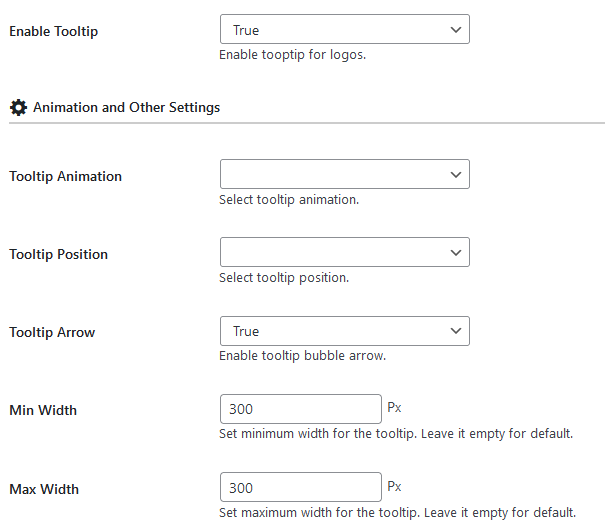 Enable Tooltip
True
Enable tooptip for logos.
Animation and Other Settings
Tooltip Animation
Select tooltip animation.
Tooltip Position
Select tooltip position.
Tooltip Arrow
True
Enable tooltip bubble arrow.
Min Width
300
Px
Set minimum width for the tooltip. Leave it empty for default.
Max Width
300
Px
Set maximum width for the tooltip. Leave it empty for default.